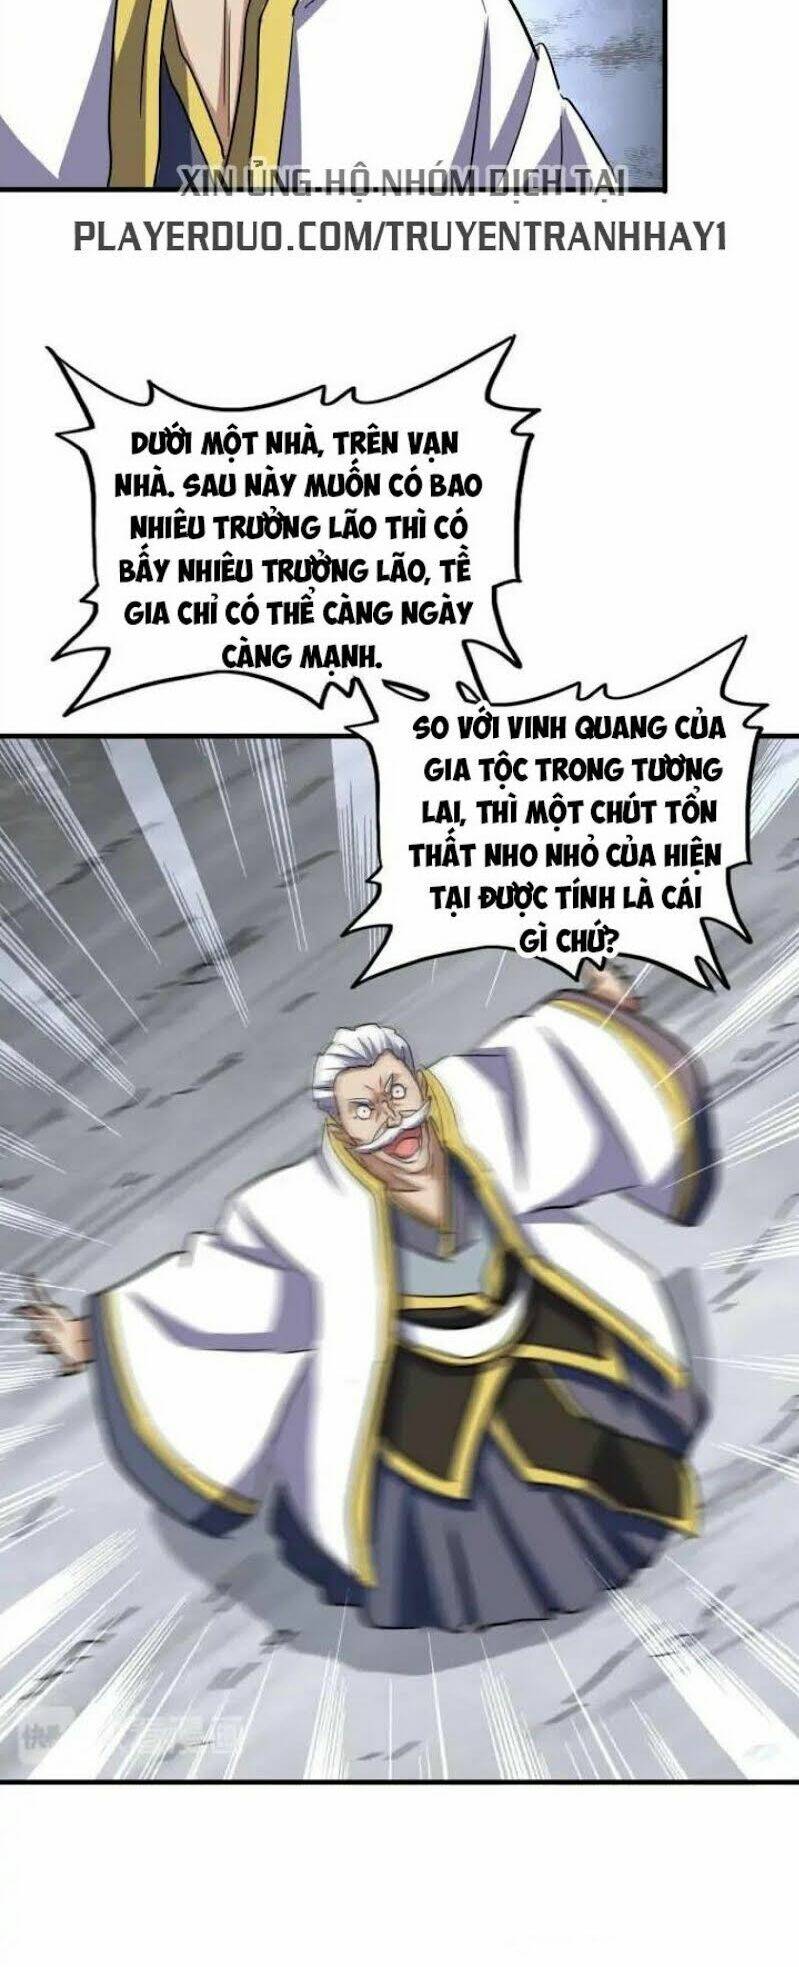 XIN ỦNG HỘ NHÓM DỊCH TẠI
PLAYERDUO.COM/TRUYENTRANHHAY1
DƯỚI MỘT NHÀ, TRÊN VẠN
NHÀ. SAU NÀY MUỐN CÓ BAO
NHIÊU TRƯỞNG LÃO THÌ CÓ
BẤY NHIÊU TRƯỞNG LÃO, TỀ
GIA CHỈ CÓ THỂ CÀNG NGÀY
CÀNG MẠNH.
SO VỚI VINH QUANG CỦA
GIA TỘC TRONG TƯƠNG
LAI, THÌ MỘT CHÚT TỔN
THẤT NHO NHỎ CỦA HIỆN
TẠI ĐƯỢC TÍNH LÀ CÁI
GÌ CHỨ?